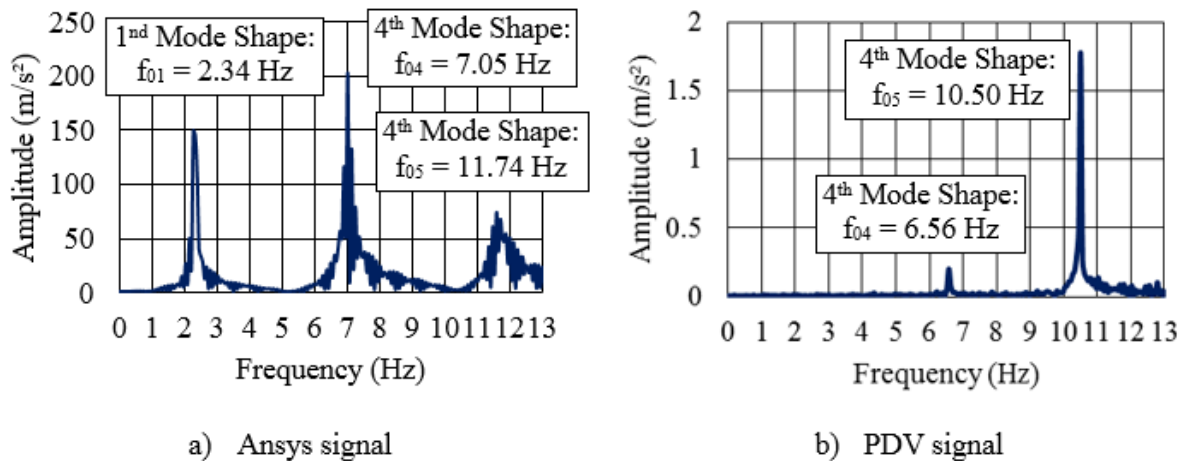 250
200
150
100
50
0
Amplitude (m/s²)
1ⁿᵈ Mode Shape:
f₀₁ = 2.34 Hz
4ᵗʰ Mode Shape:
f₀₄ = 7.05 Hz
4ᵗʰ Mode Shape:
f₀₅ = 11.74 Hz
0 1 2 3 4 5 6 7 8 9 10 11 12 13
Frequency (Hz)
a) Ansys signal
2
1.5
1
0.5
0
Amplitude (m/s²)
4ᵗʰ Mode Shape:
f₀₅ = 10.50 Hz
4ᵗʰ Mode Shape:
f₀₄ = 6.56 Hz
0 1 2 3 4 5 6 7 8 9 10 11 12 13
Frequency (Hz)
b) PDV signal